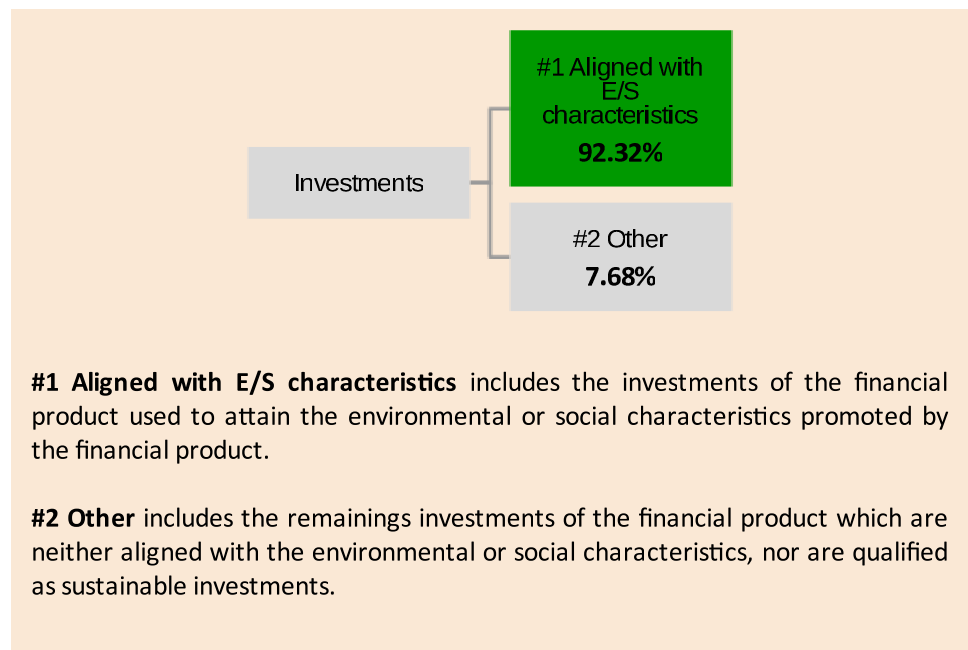 #1 Aligned with
E/S
characteristics
92.32%
Investments
#2 Other
7.68%
#1 Aligned with E/S characteristics includes the investments of the financial
product used to attain the environmental or social characteristics promoted by
the financial product.
#2 Other includes the remainings investments of the financial product which are
neither aligned with the environmental or social characteristics, nor are qualified
as sustainable investments.